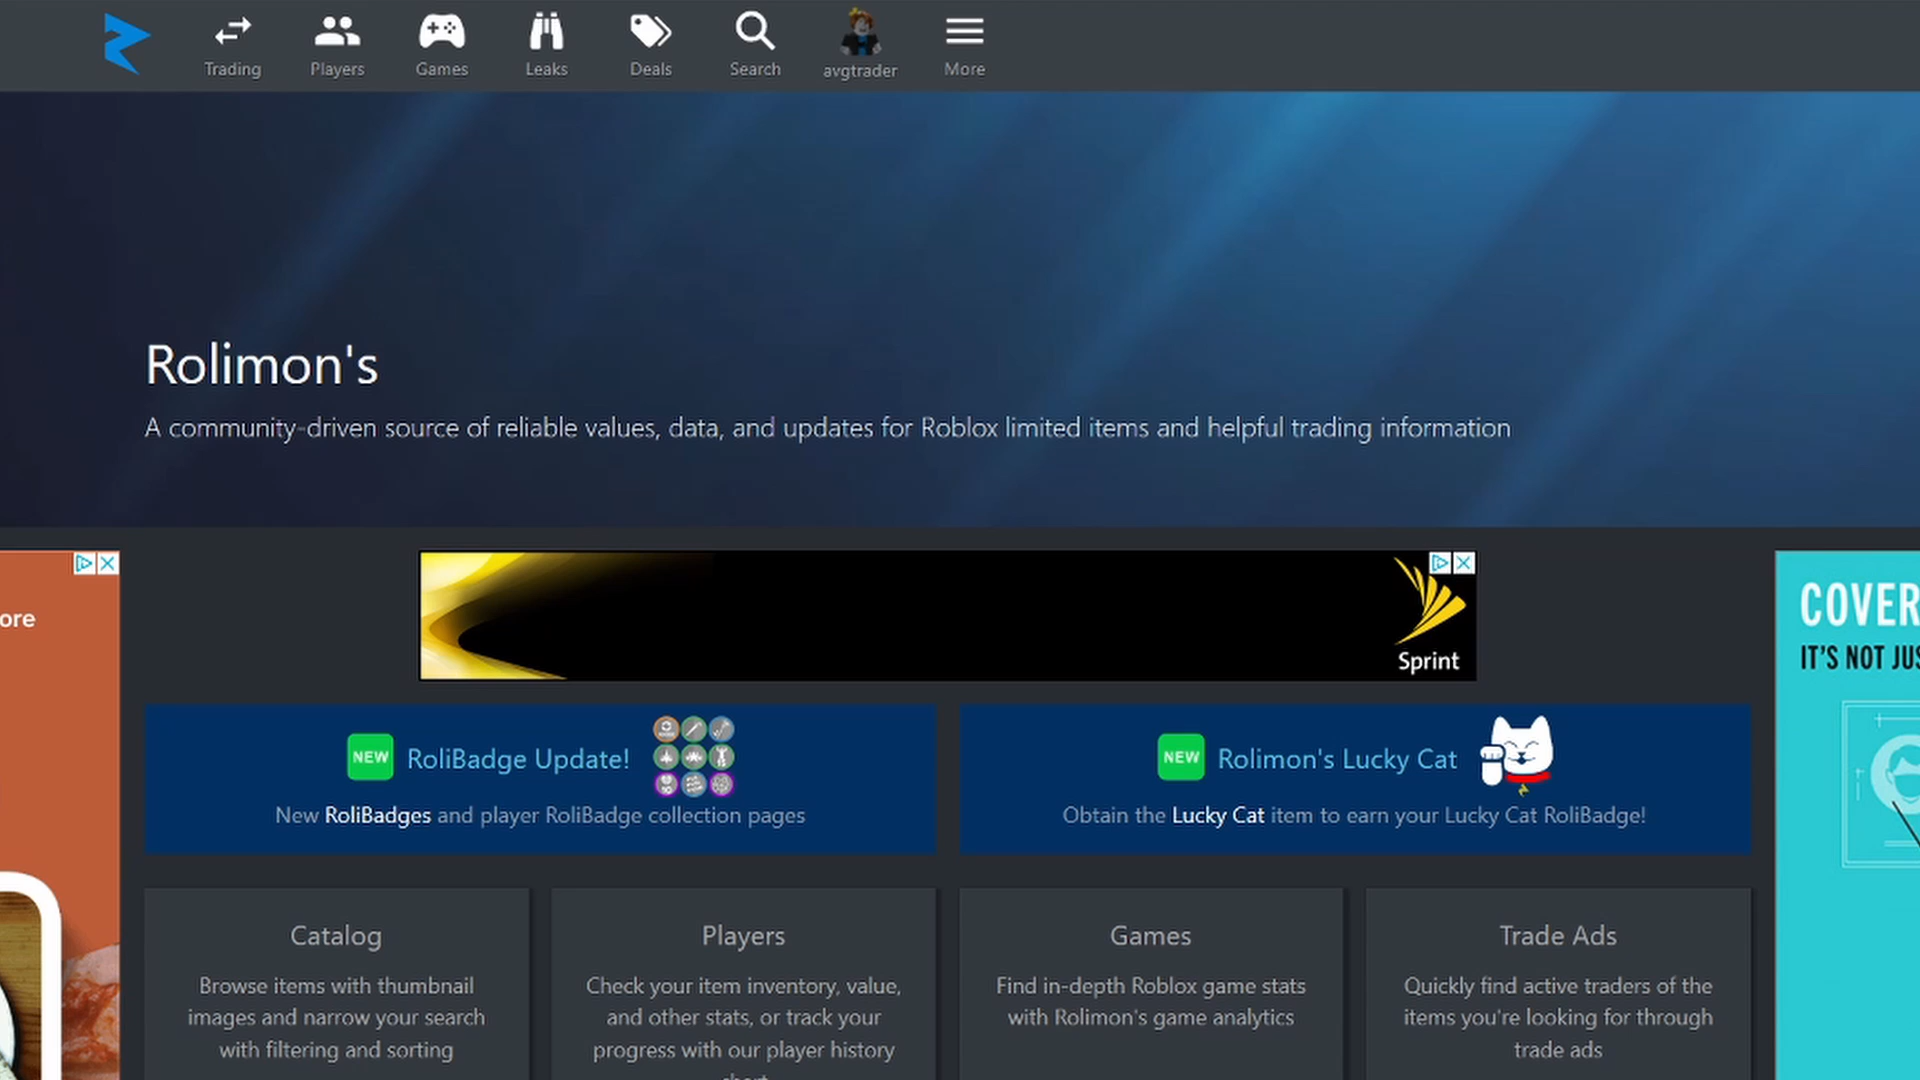 Trading
Players
Games
Leaks
Deals
Search
avgtrader
More
Rolimon's
A community-driven source of reliable values, data, and updates for Roblox limited items and helpful trading information
ore
Sprint
COVER
IT'S NOT JUS
NEW RoliBadge Update!
New RoliBadges and player RoliBadge collection pages
NEW Rolimon's Lucky Cat
Obtain the Lucky Cat item to earn your Lucky Cat RoliBadge!
Catalog
Browse items with thumbnail
images and narrow your search
with filtering and sorting
Players
Check your item inventory, value,
and other stats, or track your
progress with our player history
Games
Find in-depth Roblox game stats
with Rolimon's game analytics
Trade Ads
Quickly find active traders of the
items you're looking for through
trade ads